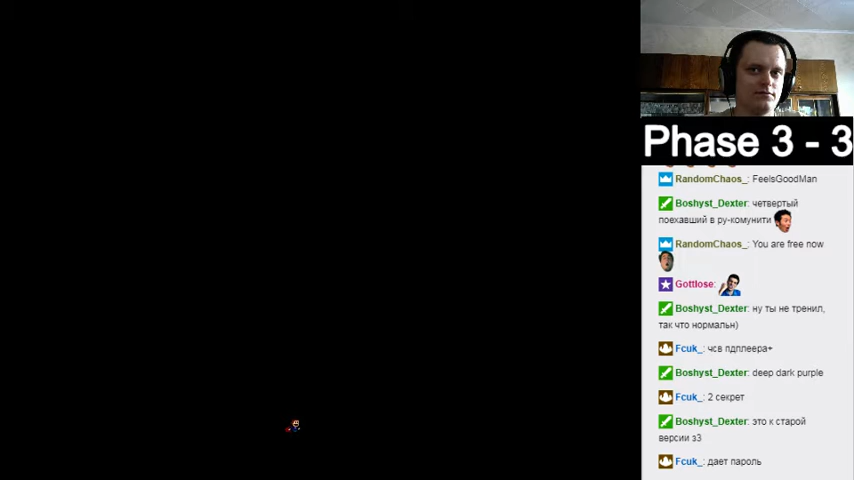 Phase 3 - 3
RandomChaos_: FeelsGoodMan
Boshyst_Dexter: четвертый
поехавший в ру-комунити
RandomChaos_: You are free now
Gottlose:
Boshyst_Dexter: ну ты не тренил,
так что нормальн)
Fcuk_: чсв пдплеера+
Boshyst_Dexter: deep dark purple
Fcuk_: 2 секрет
Boshyst_Dexter: это к старой
версии з3
Fcuk_: дает пароль